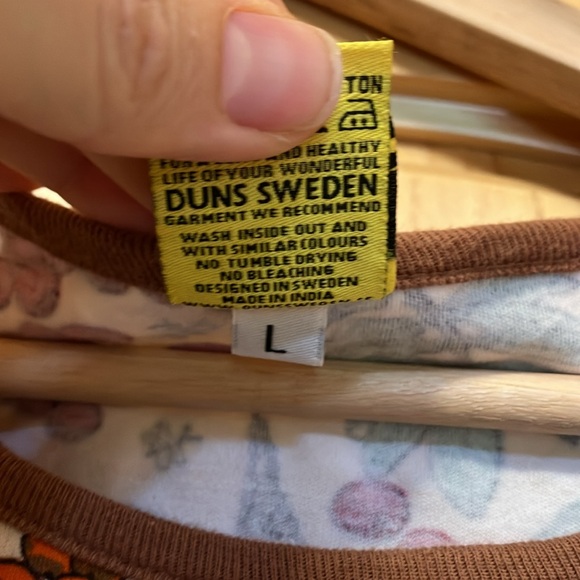 TON
AND HEALTHY
LIFE OF YOUR WONDERFUL
DUNS SWEDEN
GARMENT WE RECOMMEND
WASH INSIDE OUT AND
WITH SIMILAR COLOURS
NO TUMBLE DRYING
NO BLEACHING
DESIGNED IN SWEDEN
MADE IN INDIA
L